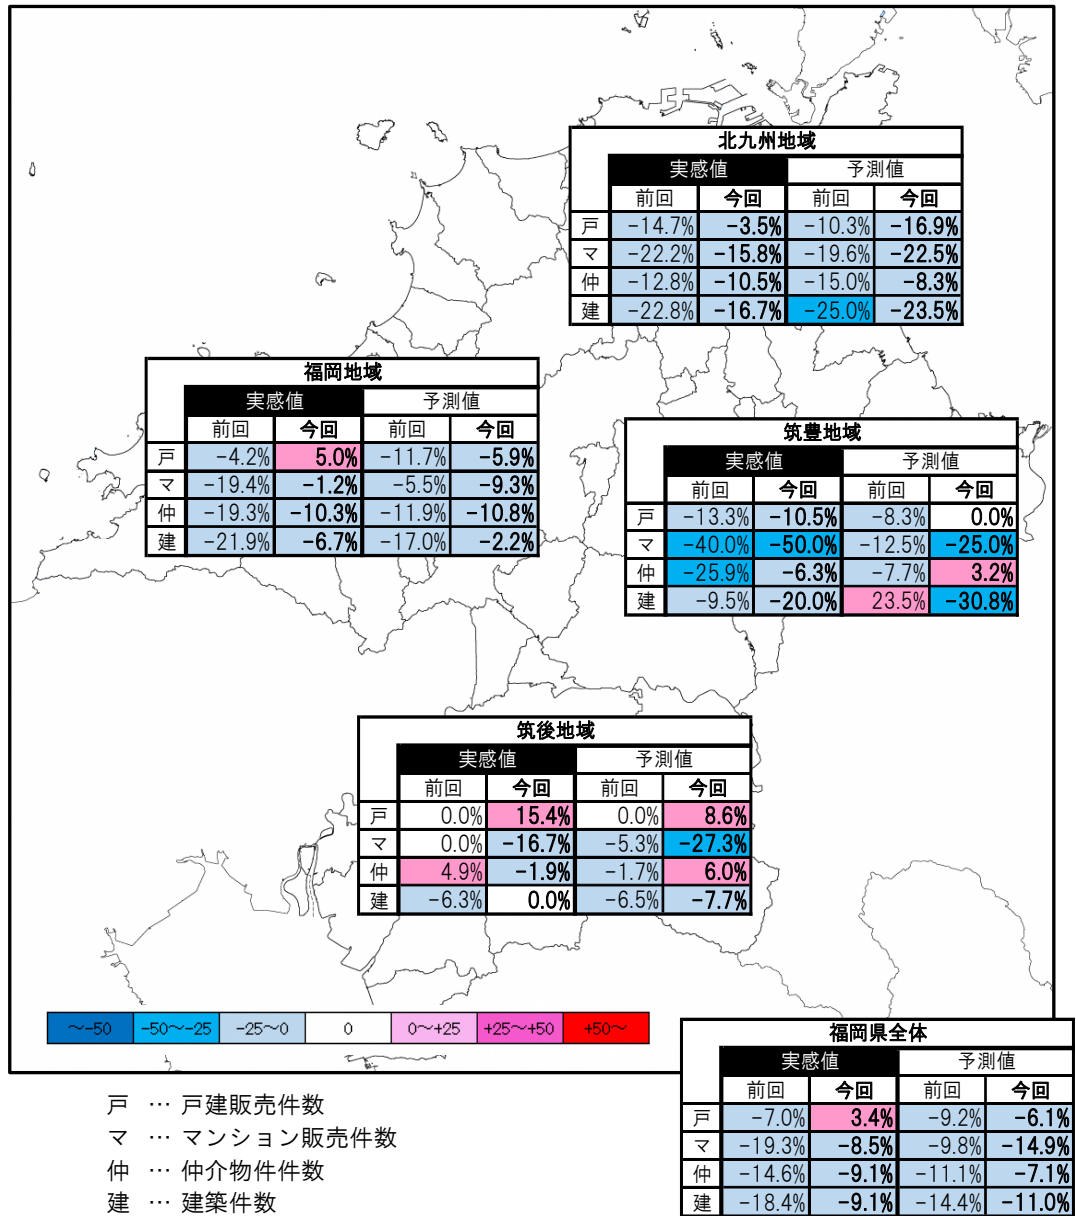 北九州地域
実感値 予測値
前回 今回 前回 今回
戸 -14.7% -3.5% -10.3% -16.9%
マ -22.2% -15.8% -19.6% -22.5%
仲 -12.8% -10.5% -15.0% -8.3%
建 -22.8% -16.7% -25.0% -23.5%
福岡地域
実感値 予測値
前回 今回 前回 今回
戸 -4.2% 5.0% -11.7% -5.9%
マ -19.4% -1.2% -5.5% -9.3%
仲 -19.3% -10.3% -11.9% -10.8%
建 -21.9% -6.7% -17.0% -2.2%
筑豊地域
実感値 予測値
前回 今回 前回 今回
戸 -13.3% -10.5% -8.3% 0.0%
マ -40.0% -50.0% -12.5% -25.0%
仲 -25.9% -6.3% -7.7% 3.2%
建 -9.5% -20.0% 23.5% -30.8%
筑後地域
実感値 予測値
前回 今回 前回 今回
戸 0.0% 15.4% 0.0% 8.6%
マ 0.0% -16.7% -5.3% -27.3%
仲 4.9% -1.9% -1.7% 6.0%
建 -6.3% 0.0% -6.5% -7.7%
～-50 -50～-25 -25～0 0 0～+25 +25～+50 +50～
福岡県全体
実感値 予測値
前回 今回 前回 今回
戸 -7.0% 3.4% -9.2% -6.1%
マ -19.3% -8.5% -9.8% -14.9%
仲 -14.6% -9.1% -11.1% -7.1%
建 -18.4% -9.1% -14.4% -11.0%
戸 … 戸建販売件数
マ … マンション販売件数
仲 … 仲介物件件数
建 … 建築件数